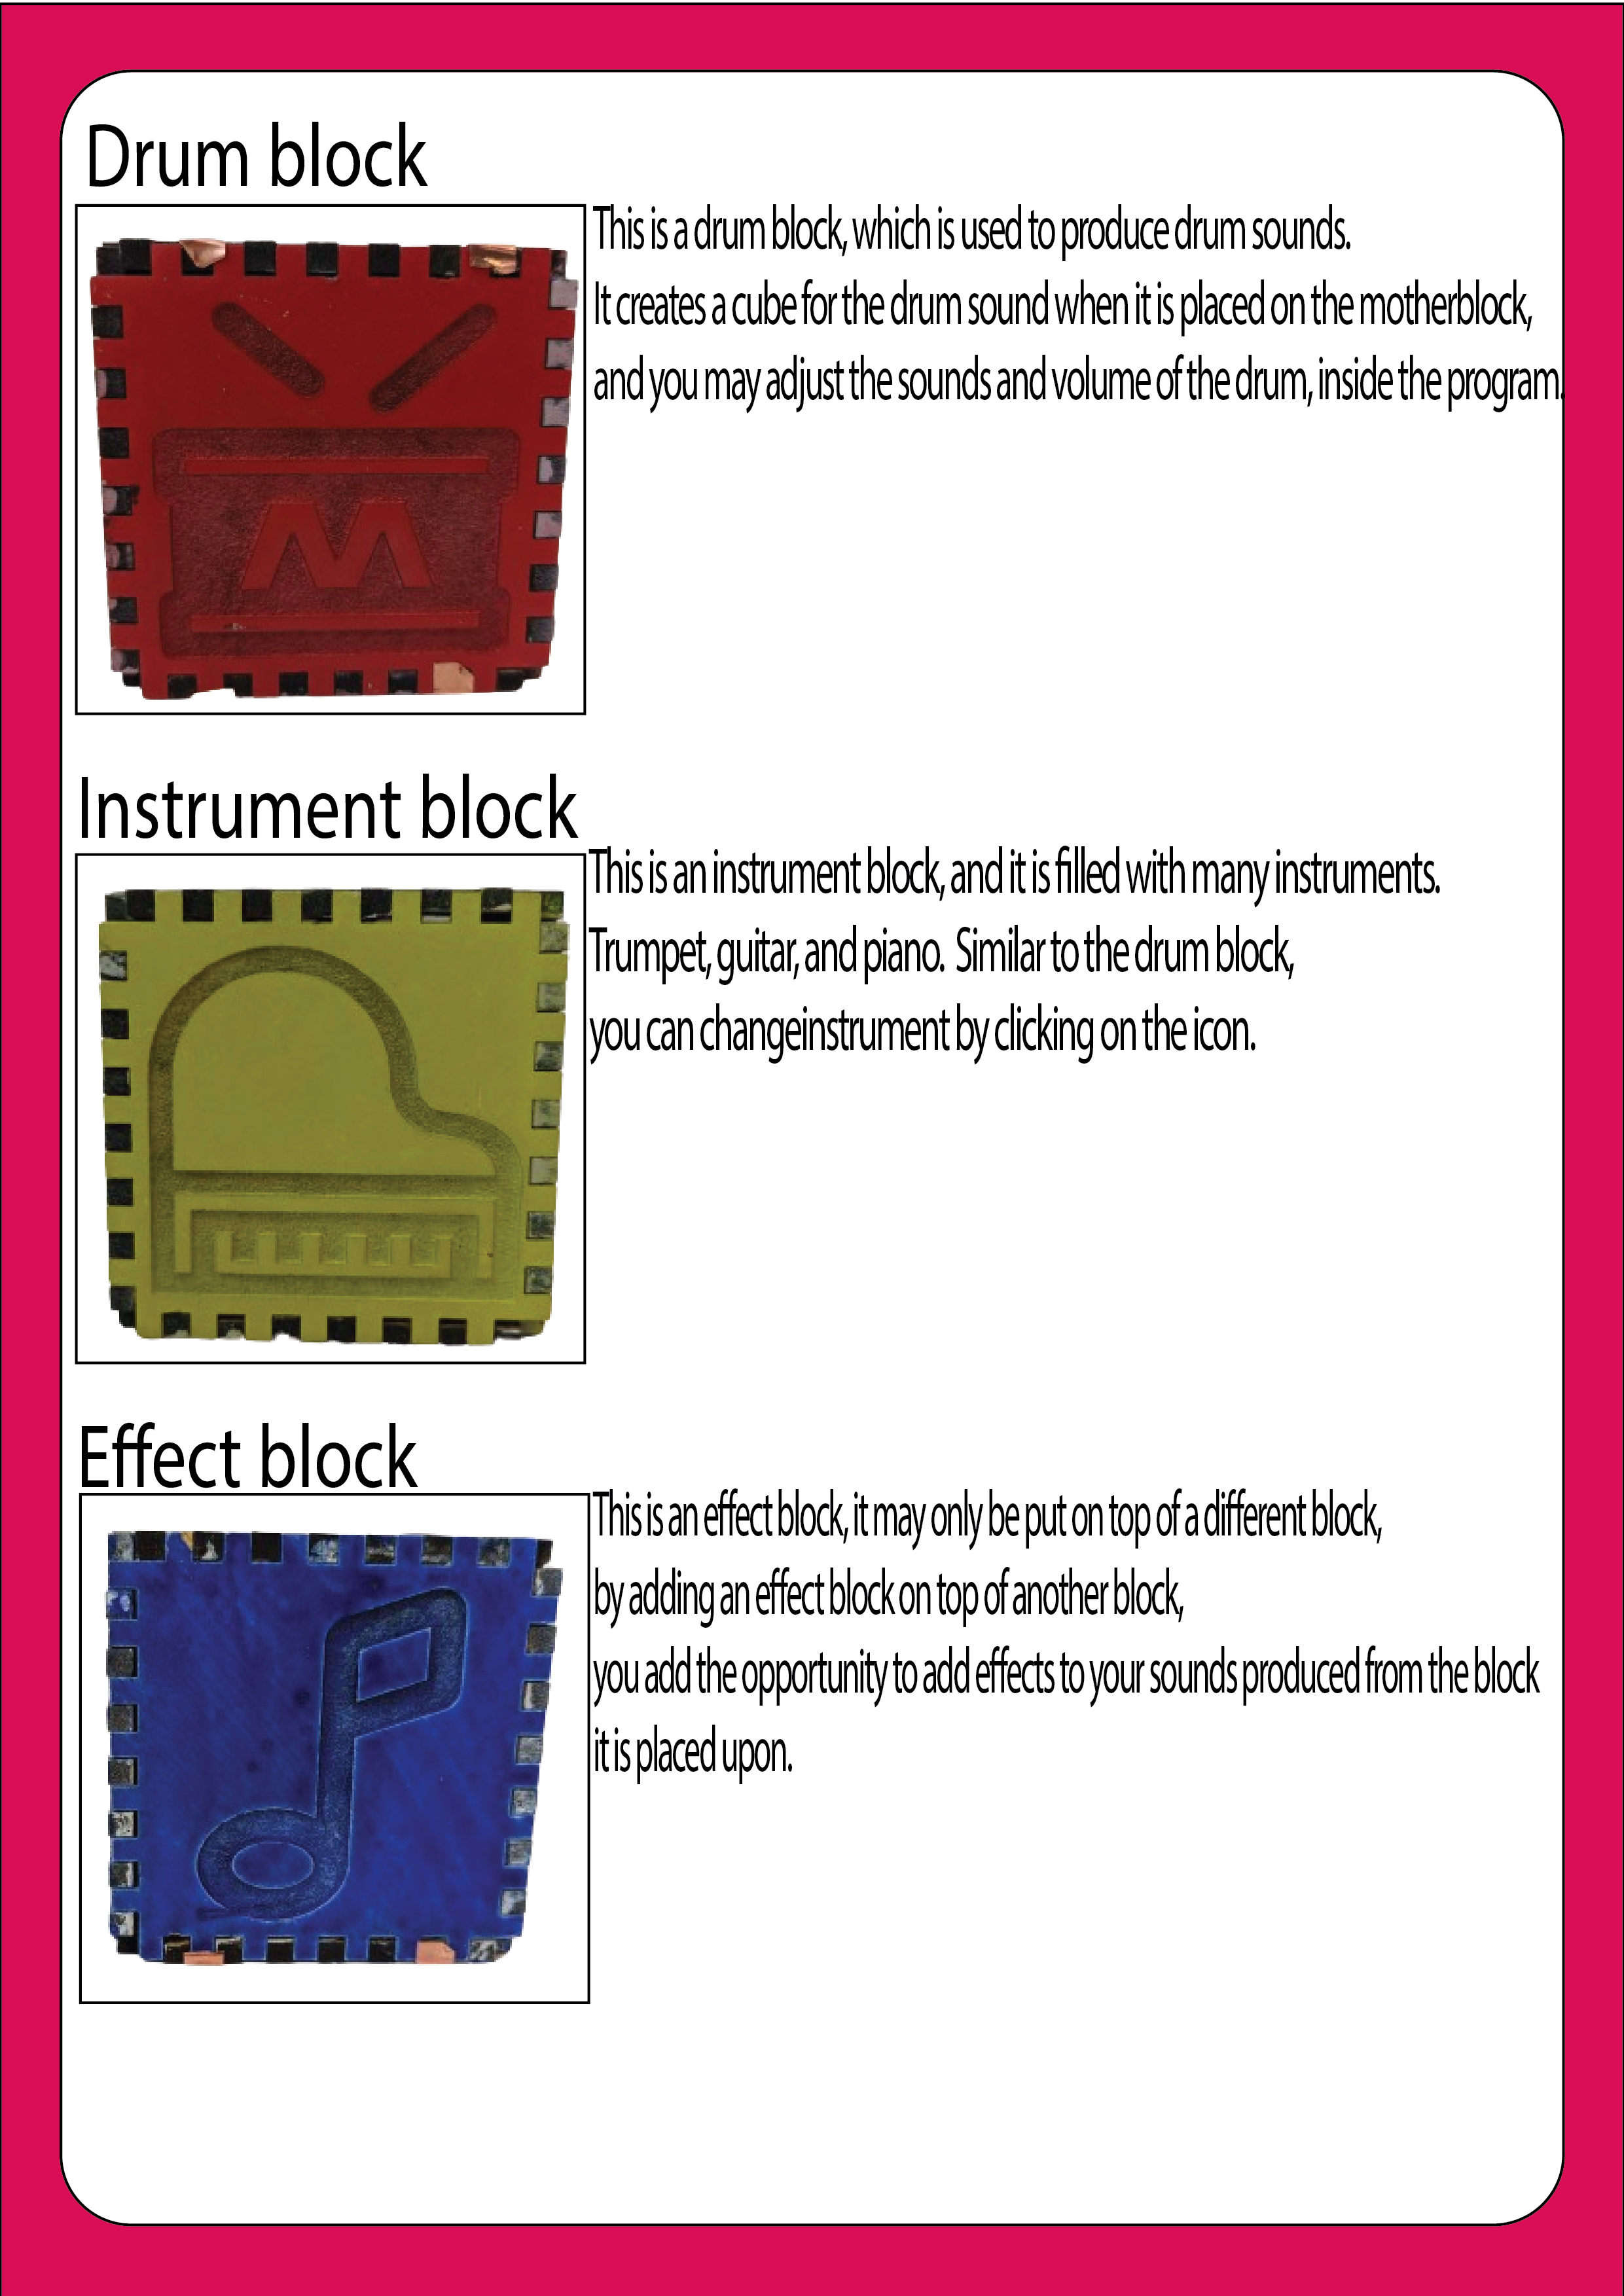 Drum block
This is a drum block, which is used to produce drum sounds.
It creates a cube for the drum sound when it is placed on the motherblock,
and you may adjust the sounds and volume of the drum, inside the program.
Instrument block
This is an instrument block, and it is filled with many instruments.
Trumpet, guitar, and piano. Similar to the drum block,
you can changeinstrument by clicking on the icon.
Effect block
This is an effect block, it may only be put on top of a different block,
by adding an effect block on top of another block,
you add the opportunity to add effects to your sounds produced from the block
it is placed upon.